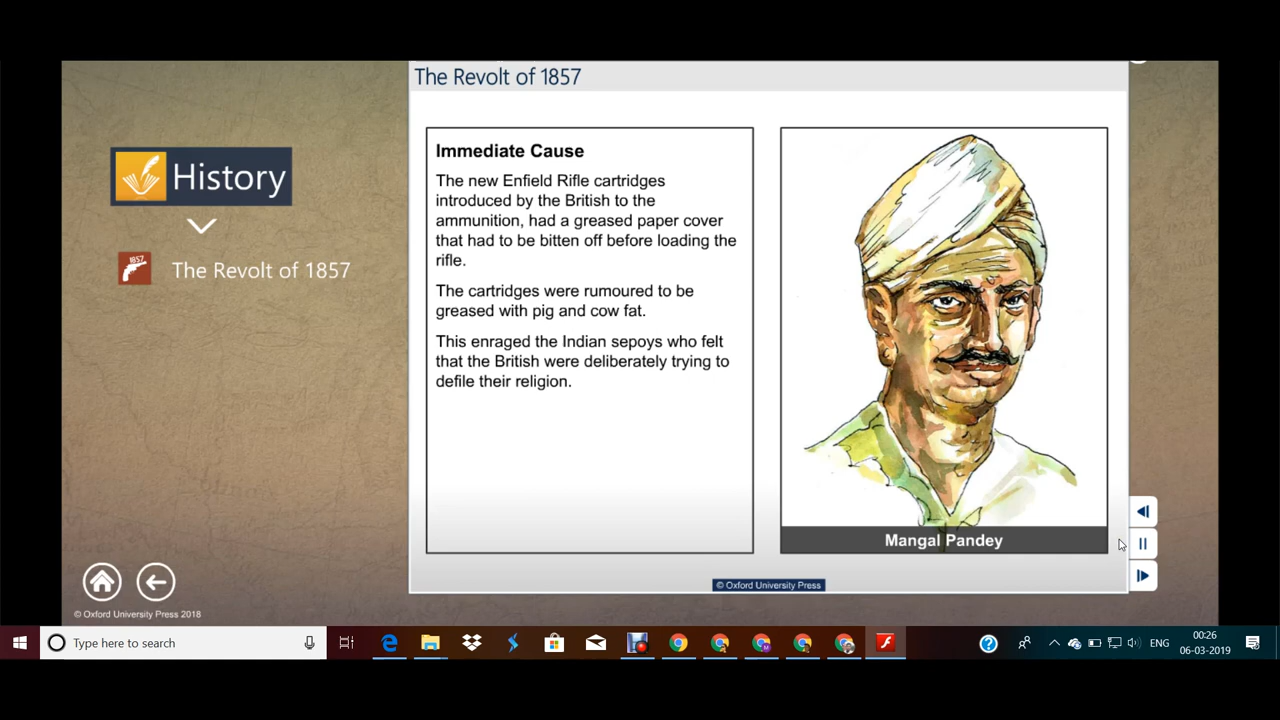 The Revolt of 1857
History
1857
The Revolt of 1857
Immediate Cause
The new Enfield Rifle cartridges
introduced by the British to the
ammunition, had a greased paper cover
that had to be bitten off before loading the
rifle.
The cartridges were rumoured to be
greased with pig and cow fat.
This enraged the Indian sepoys who felt
that the British were deliberately trying to
defile their religion.
Mangal Pandey
© Oxford University Press
© Oxford University Press 2018
Type here to search
ENG
00:26
06-03-2019